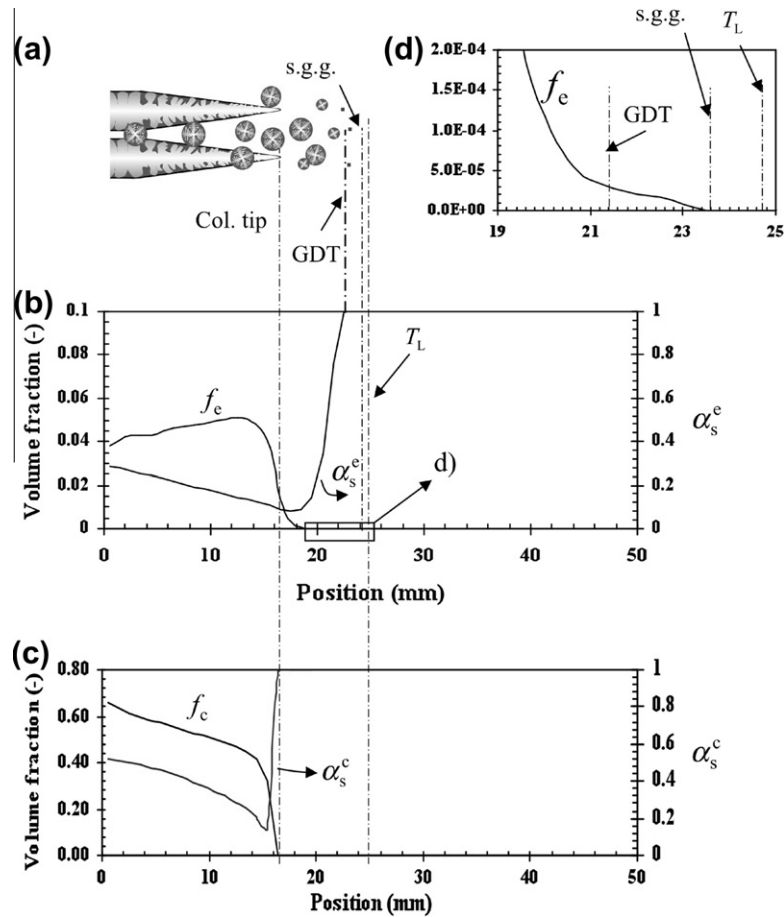 (a)
s.g.g.
Col. tip
GDT
(d)
s.g.g.
T_L
2.0E-04
1.5E-04
1.0E-04
5.0E-05
0.0E+00
f_e
GDT
19 21 23 25
(b)
Volume fraction (-)
0.1
0.08
0.06
0.04
0.02
0
f_e
α_s^e
T_L
d)
1
0.8
0.6
0.4
0.2
0
α_s^e
0 10 20 30 40 50
Position (mm)
(c)
Volume fraction (-)
0.80
0.60
0.40
0.20
0.00
f_c
α_s^c
1
0.8
0.6
0.4
0.2
0
α_s^c
0 10 20 30 40 50
Position (mm)